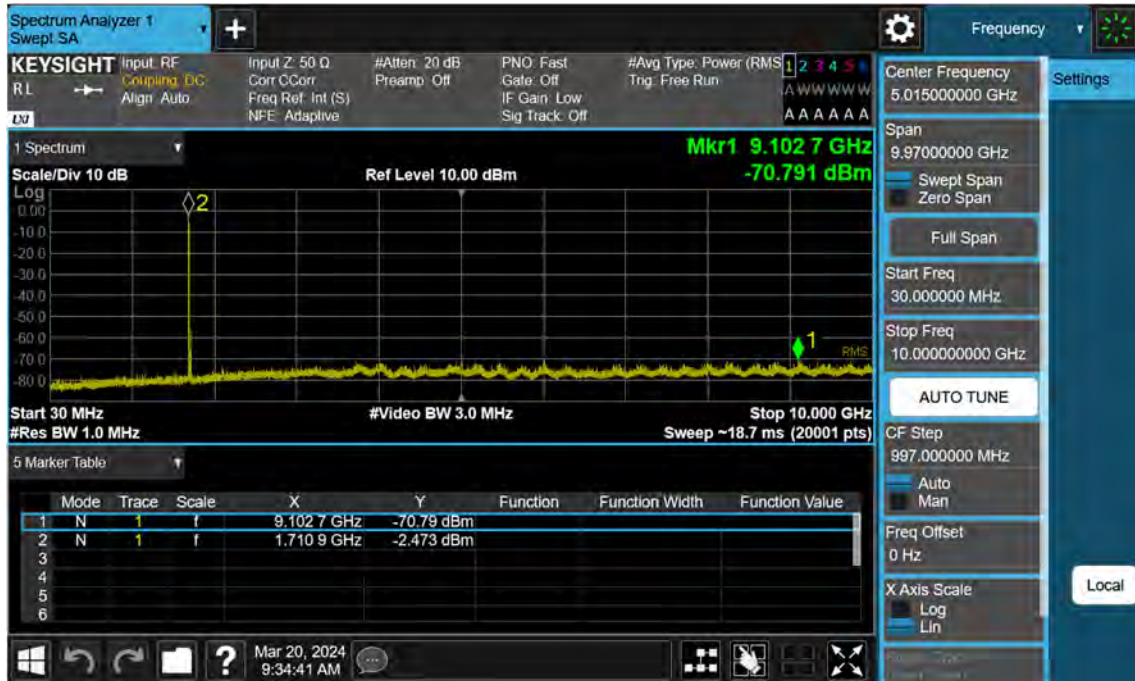 Spectrum Analyzer 1
Swept SA
+
Frequency
KEYSIGHT
RL
LXI
Input: RF
Coupling: DC
Align: Auto
Input Z: 50 Ω
Corr CCorr
Freq Ref: Int (S)
NFE: Adaptive
#Atten: 20 dB
Preamp: Off
PNO: Fast
Gate: Off
IF Gain: Low
Sig Track: Off
#Avg Type: Power (RMS
Trig: Free Run
1 2 3 4 5 6
A W W W W W
A A A A A A
1 Spectrum
Scale/Div 10 dB
Ref Level 10.00 dBm
Mkr1 9.102 7 GHz
-70.791 dBm
Log
0.00
-10.0
-20.0
-30.0
-40.0
-50.0
-60.0
-70.0
-80.0
2
1
RMS
Start 30 MHz
#Video BW 3.0 MHz
Stop 10.000 GHz
#Res BW 1.0 MHz
Sweep ~18.7 ms (20001 pts)
5 Marker Table
Mode Trace Scale X Y Function Function Width Function Value
1 N 1 f 9.102 7 GHz -70.79 dBm
2 N 1 f 1.710 9 GHz -2.473 dBm
3
4
5
6
Mar 20, 2024
9:34:41 AM
?
Center Frequency
5.015000000 GHz
Settings
Span
9.97000000 GHz
Swept Span
Zero Span
Full Span
Start Freq
30.000000 MHz
Stop Freq
10.000000000 GHz
AUTO TUNE
CF Step
997.000000 MHz
Auto
Man
Freq Offset
0 Hz
X Axis Scale
Log
Lin
Local